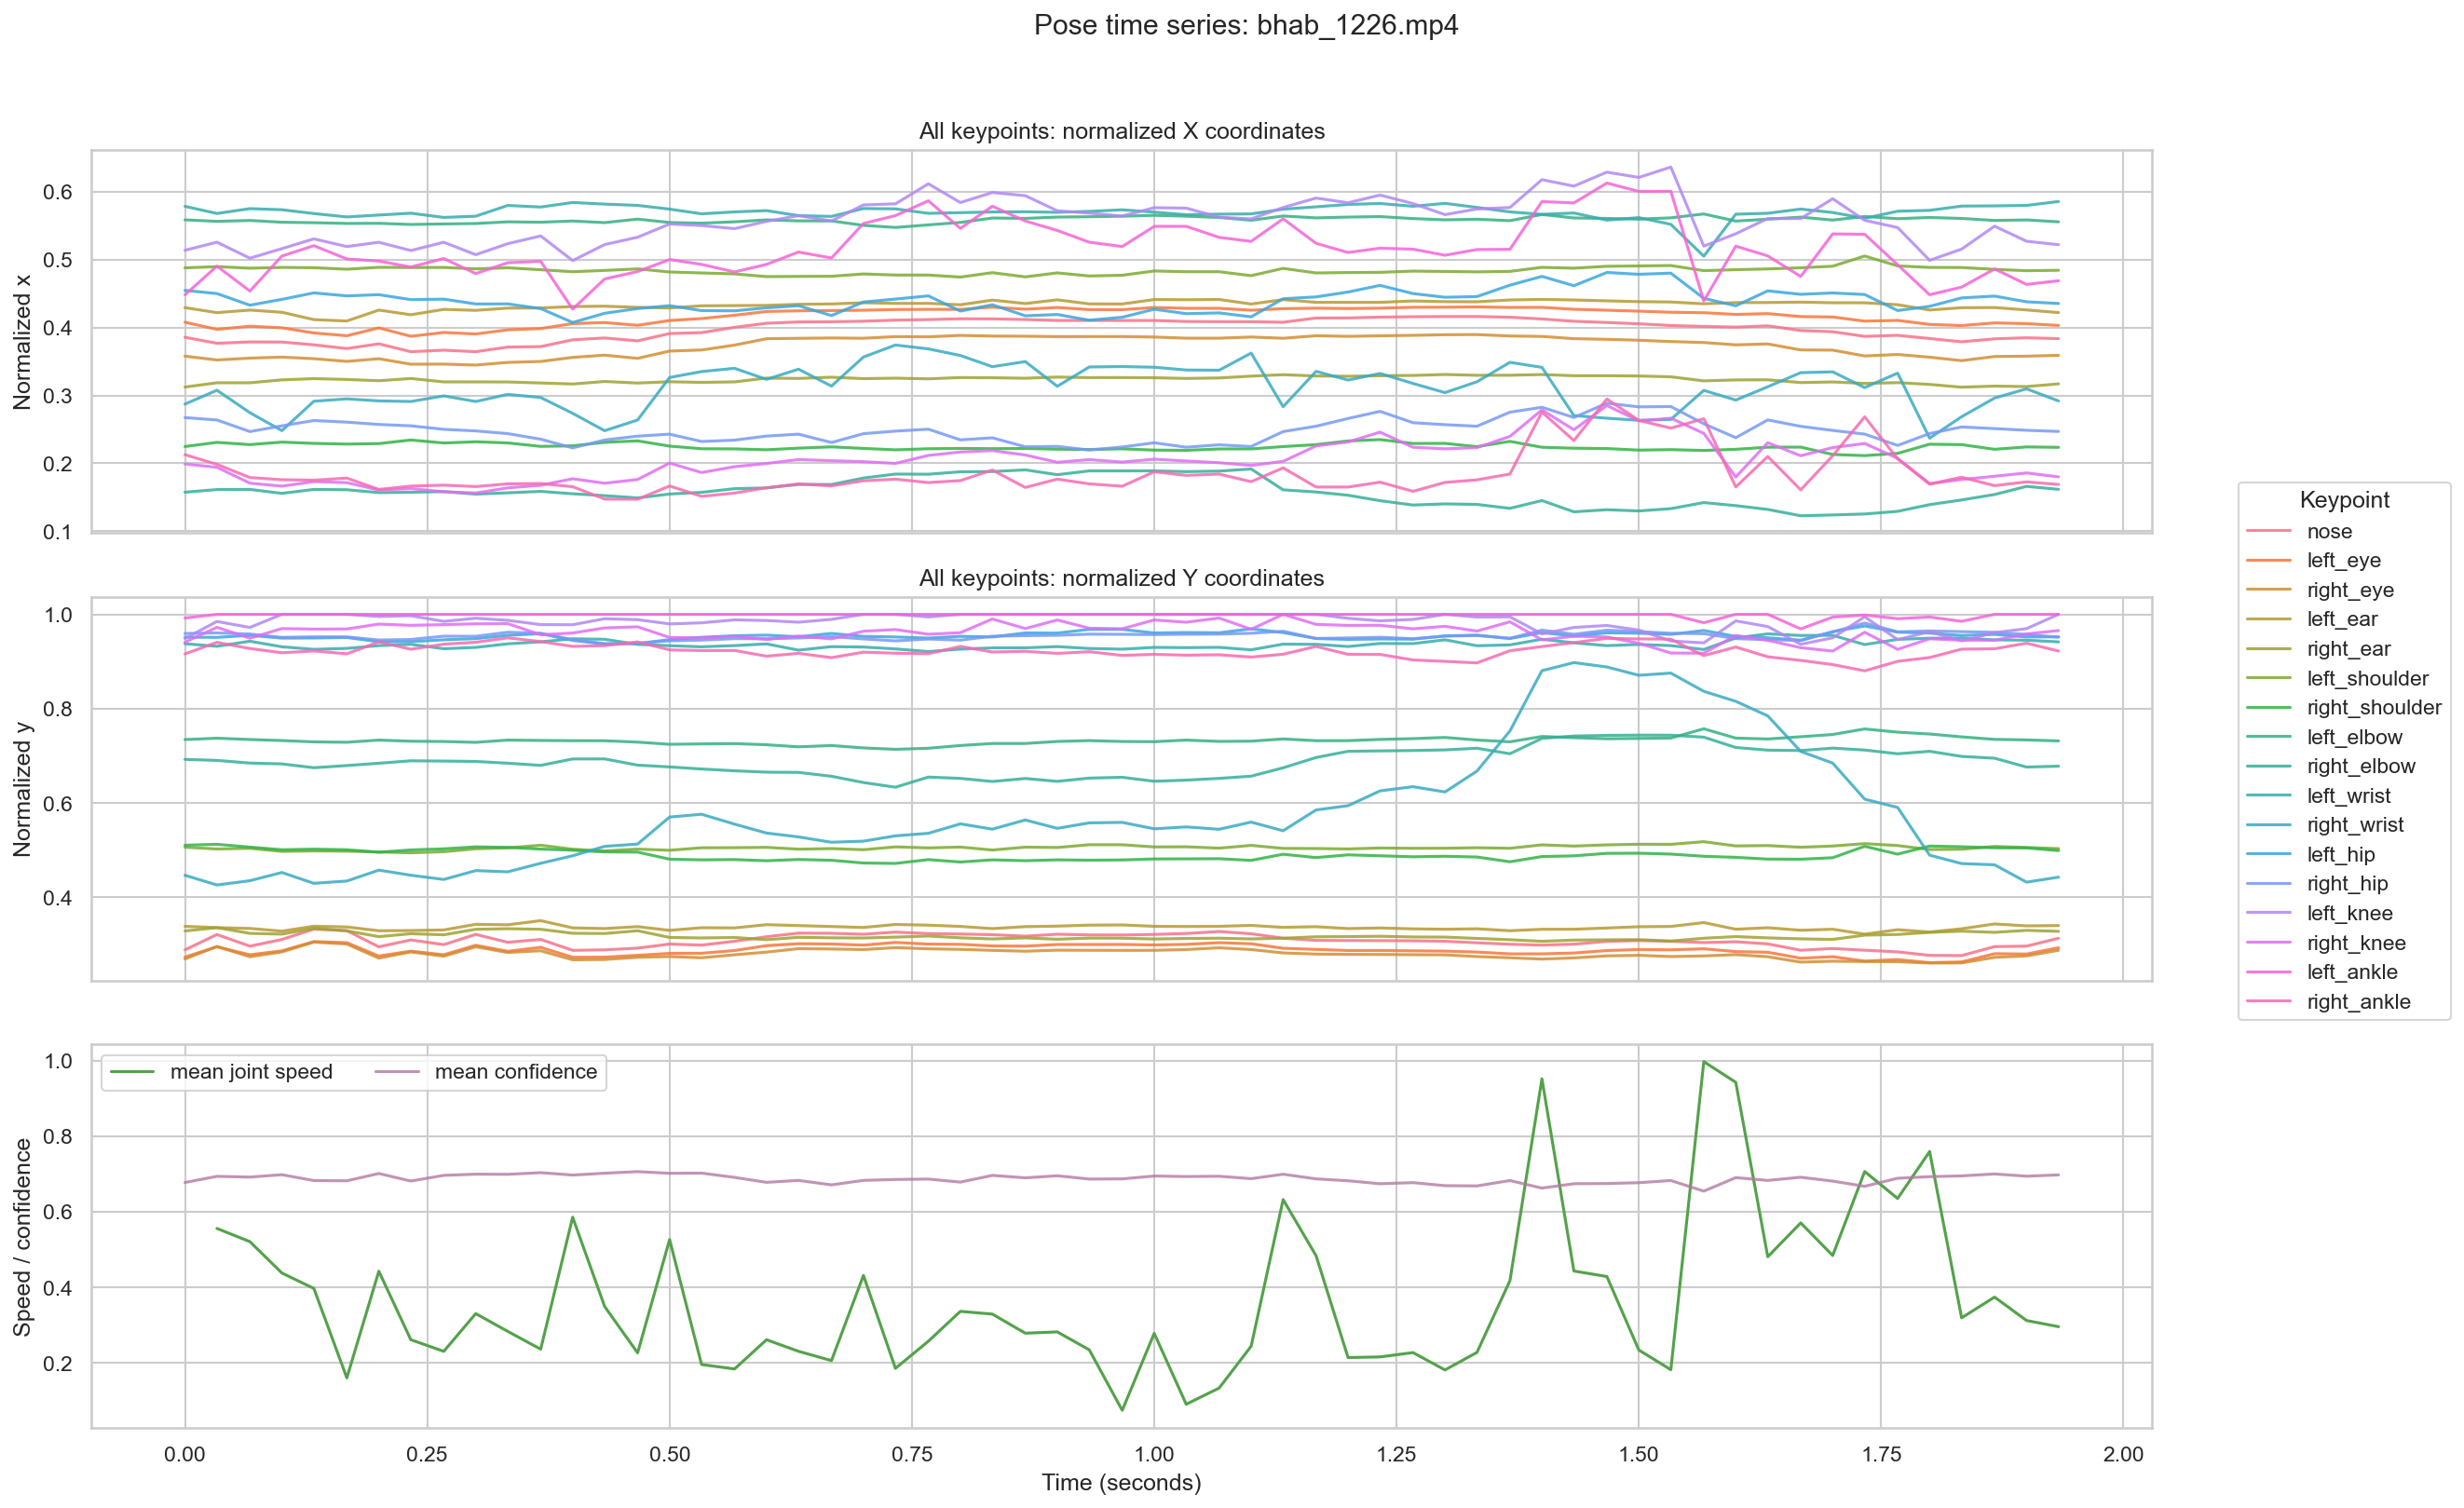 Pose time series: bhab_1226.mp4
All keypoints: normalized X coordinates
Normalized x
0.6
0.5
0.4
0.3
0.2
0.1
All keypoints: normalized Y coordinates
Normalized y
1.0
0.8
0.6
0.4
Keypoint
nose
left_eye
right_eye
left_ear
right_ear
left_shoulder
right_shoulder
left_elbow
right_elbow
left_wrist
right_wrist
left_hip
right_hip
left_knee
right_knee
left_ankle
right_ankle
mean joint speed mean confidence
Speed / confidence
1.0
0.8
0.6
0.4
0.2
0.00 0.25 0.50 0.75 1.00 1.25 1.50 1.75 2.00
Time (seconds)